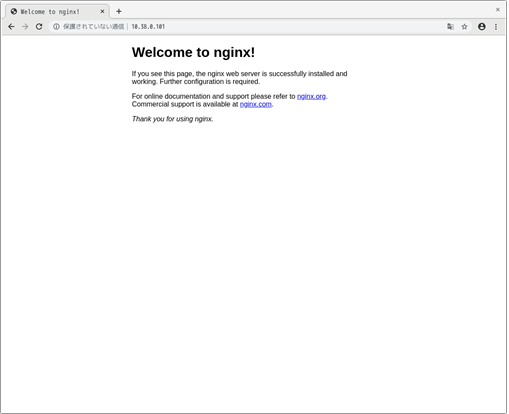 Welcome to nginx!
保護されていない通信
10.38.0.101
Welcome to nginx!
If you see this page, the nginx web server is successfully installed and
working. Further configuration is required.
For online documentation and support please refer to nginx.org.
Commercial support is available at nginx.com.
Thank you for using nginx.